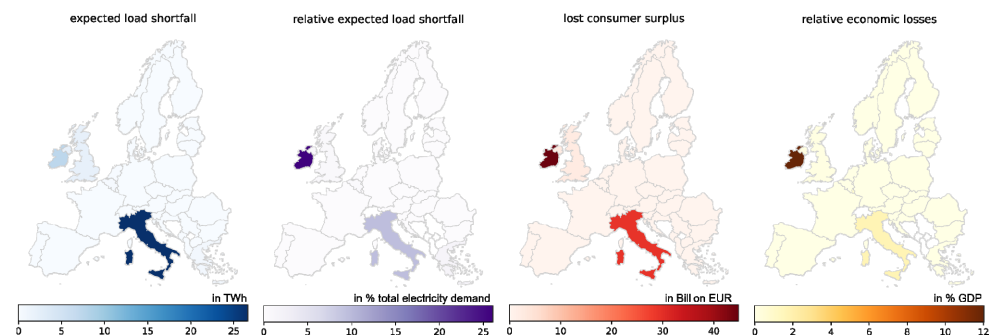 expected load shortfall
relative expected load shortfall
lost consumer surplus
relative economic losses
in TWh
in % total electricity demand
in Bill on EUR
in % GDP
0 5 10 15 20 25
0 5 10 15 20 25
0 10 20 30 40
0 2 4 6 8 10 12